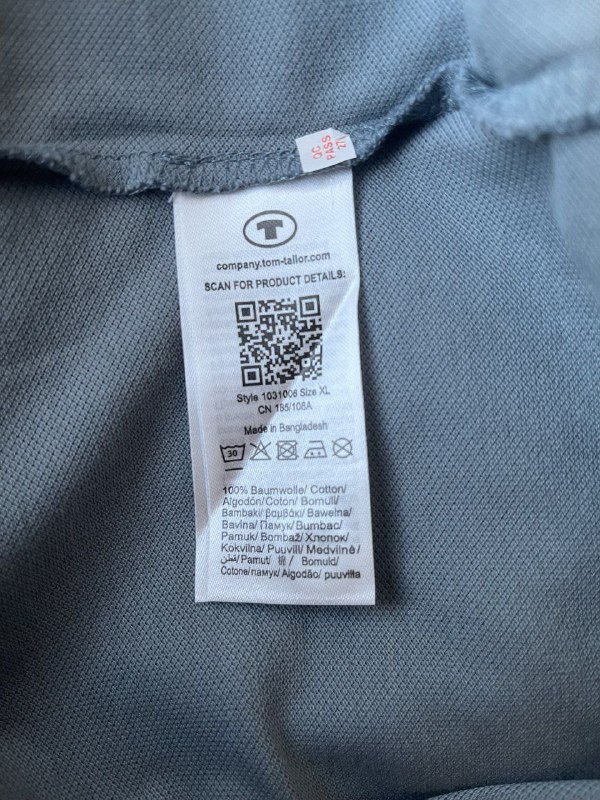 QC
PASS
27\
T
company.tom-tailor.com
SCAN FOR PRODUCT DETAILS:
Style 1031006 Size XL
CN 185/108A
Made in Bangladesh
30
100% Baumwolle/ Cotton/
Algodón/Coton/ Bomull/
Bambaki/ βαμβάκι/ Bawełna/
Bavlna/ Памук/ Bumbac/
Pamuk/ Bombaž/ Хлопок/
Kokvilna/ Puuvill/ Medvilnė/
قطن/ Pamut/ 棉/ Bomuld/
Cotone/памук/ Algodão/ puuvilla